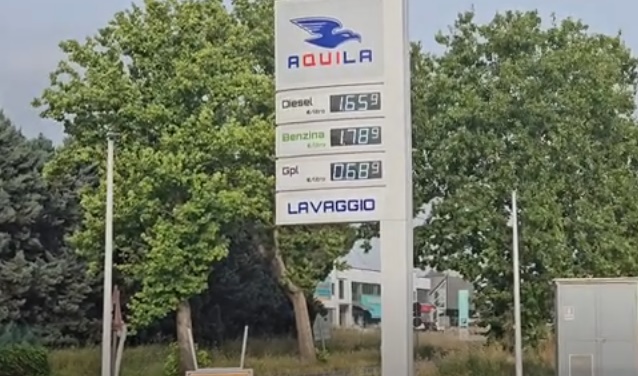 AQUILA
Diesel 1.659
€/litro
Benzina 1.789
€/litro
Gpl 0.689
€/litro
LAVAGGIO